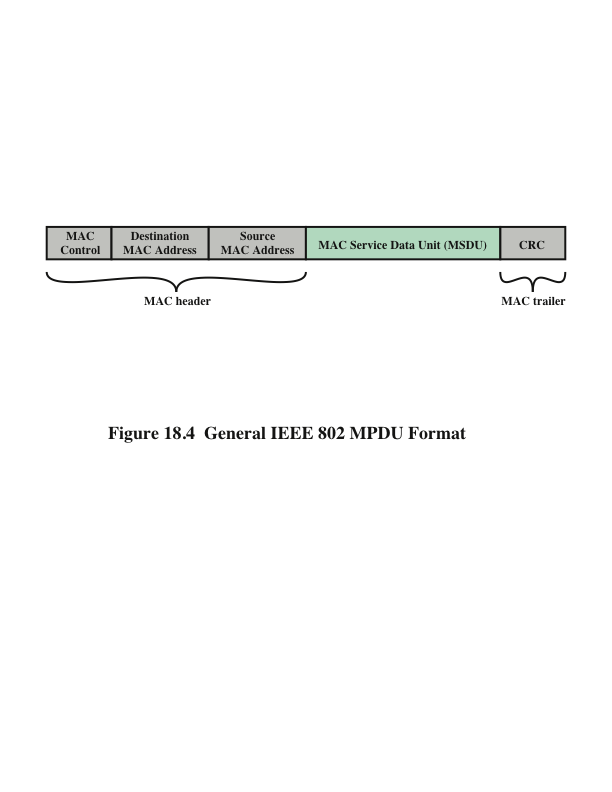 MAC
Control
Destination
MAC Address
Source
MAC Address
MAC Service Data Unit (MSDU)
CRC
MAC header
MAC trailer
Figure 18.4  General IEEE 802 MPDU Format